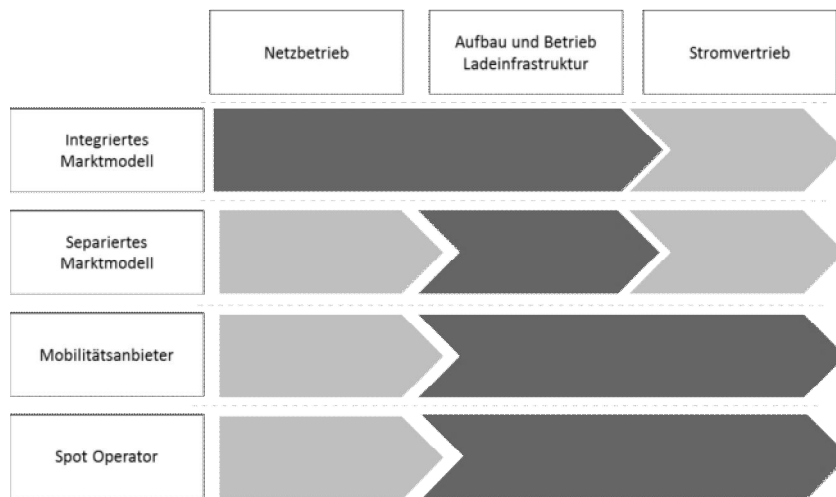 Netzbetrieb
Aufbau und Betrieb
Ladeinfrastruktur
Stromvertrieb
Integriertes
Marktmodell
Separiertes
Marktmodell
Mobilitätsanbieter
Spot Operator